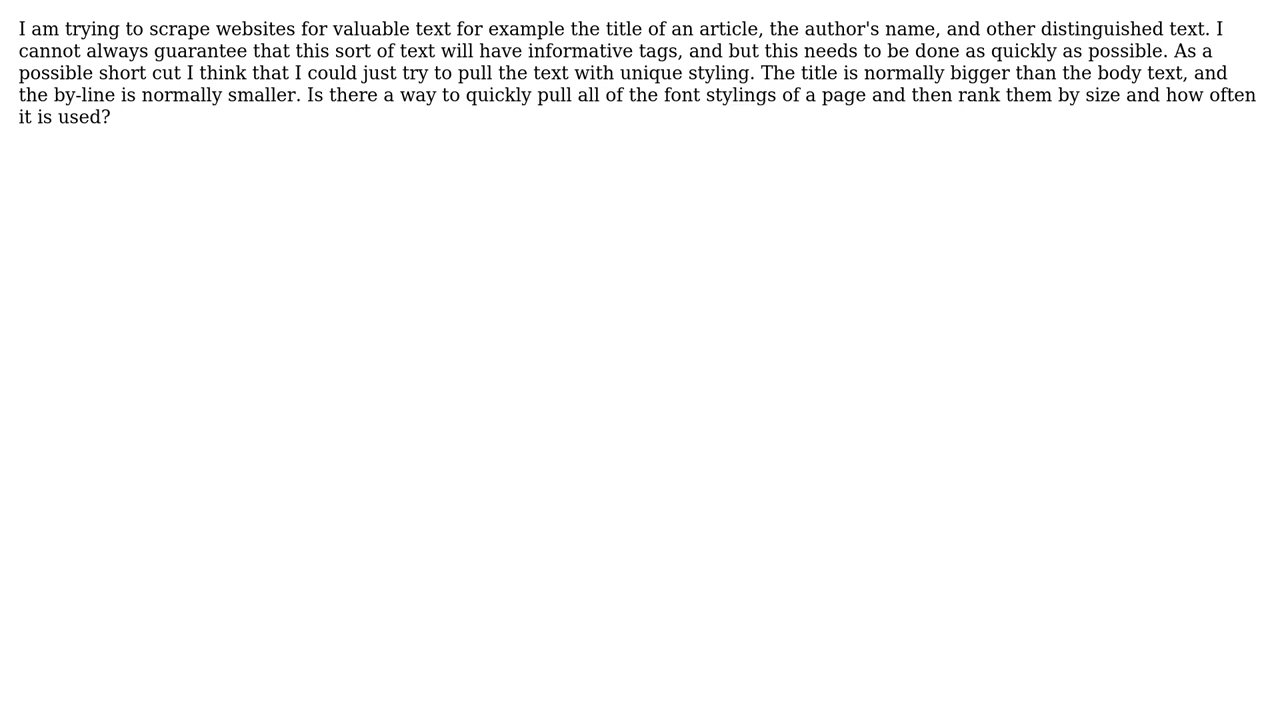 I am trying to scrape websites for valuable text for example the title of an article, the author's name, and other distinguished text. I
cannot always guarantee that this sort of text will have informative tags, and but this needs to be done as quickly as possible. As a
possible short cut I think that I could just try to pull the text with unique styling. The title is normally bigger than the body text, and
the by-line is normally smaller. Is there a way to quickly pull all of the font stylings of a page and then rank them by size and how often
it is used?